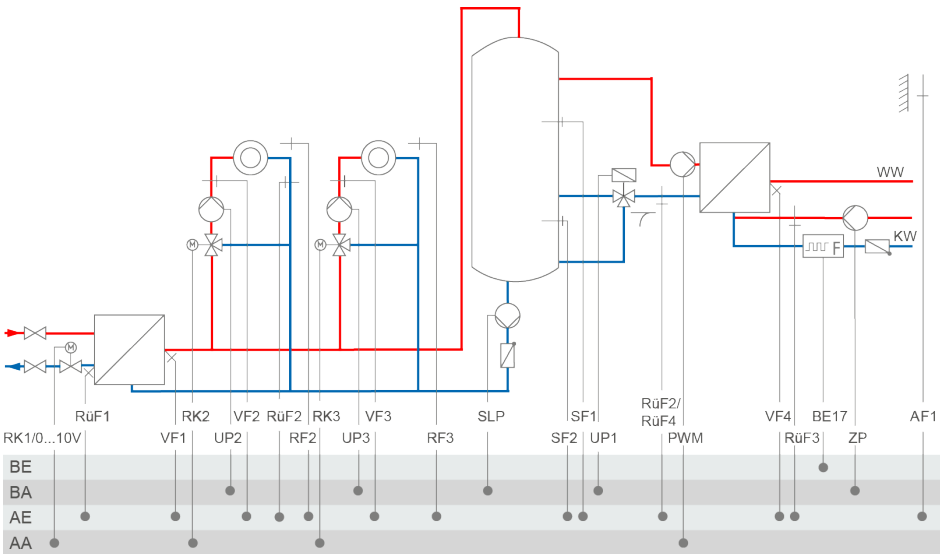 WW
KW
F
M
M
M
RüF1
RK2
VF2
RüF2
RK3
VF3
SLP
SF1
RüF2/
RüF4
VF4
BE17
AF1
RK1/0...10V
VF1
UP2
RF2
UP3
RF3
SF2
UP1
PWM
RüF3
ZP
BE
BA
AE
AA